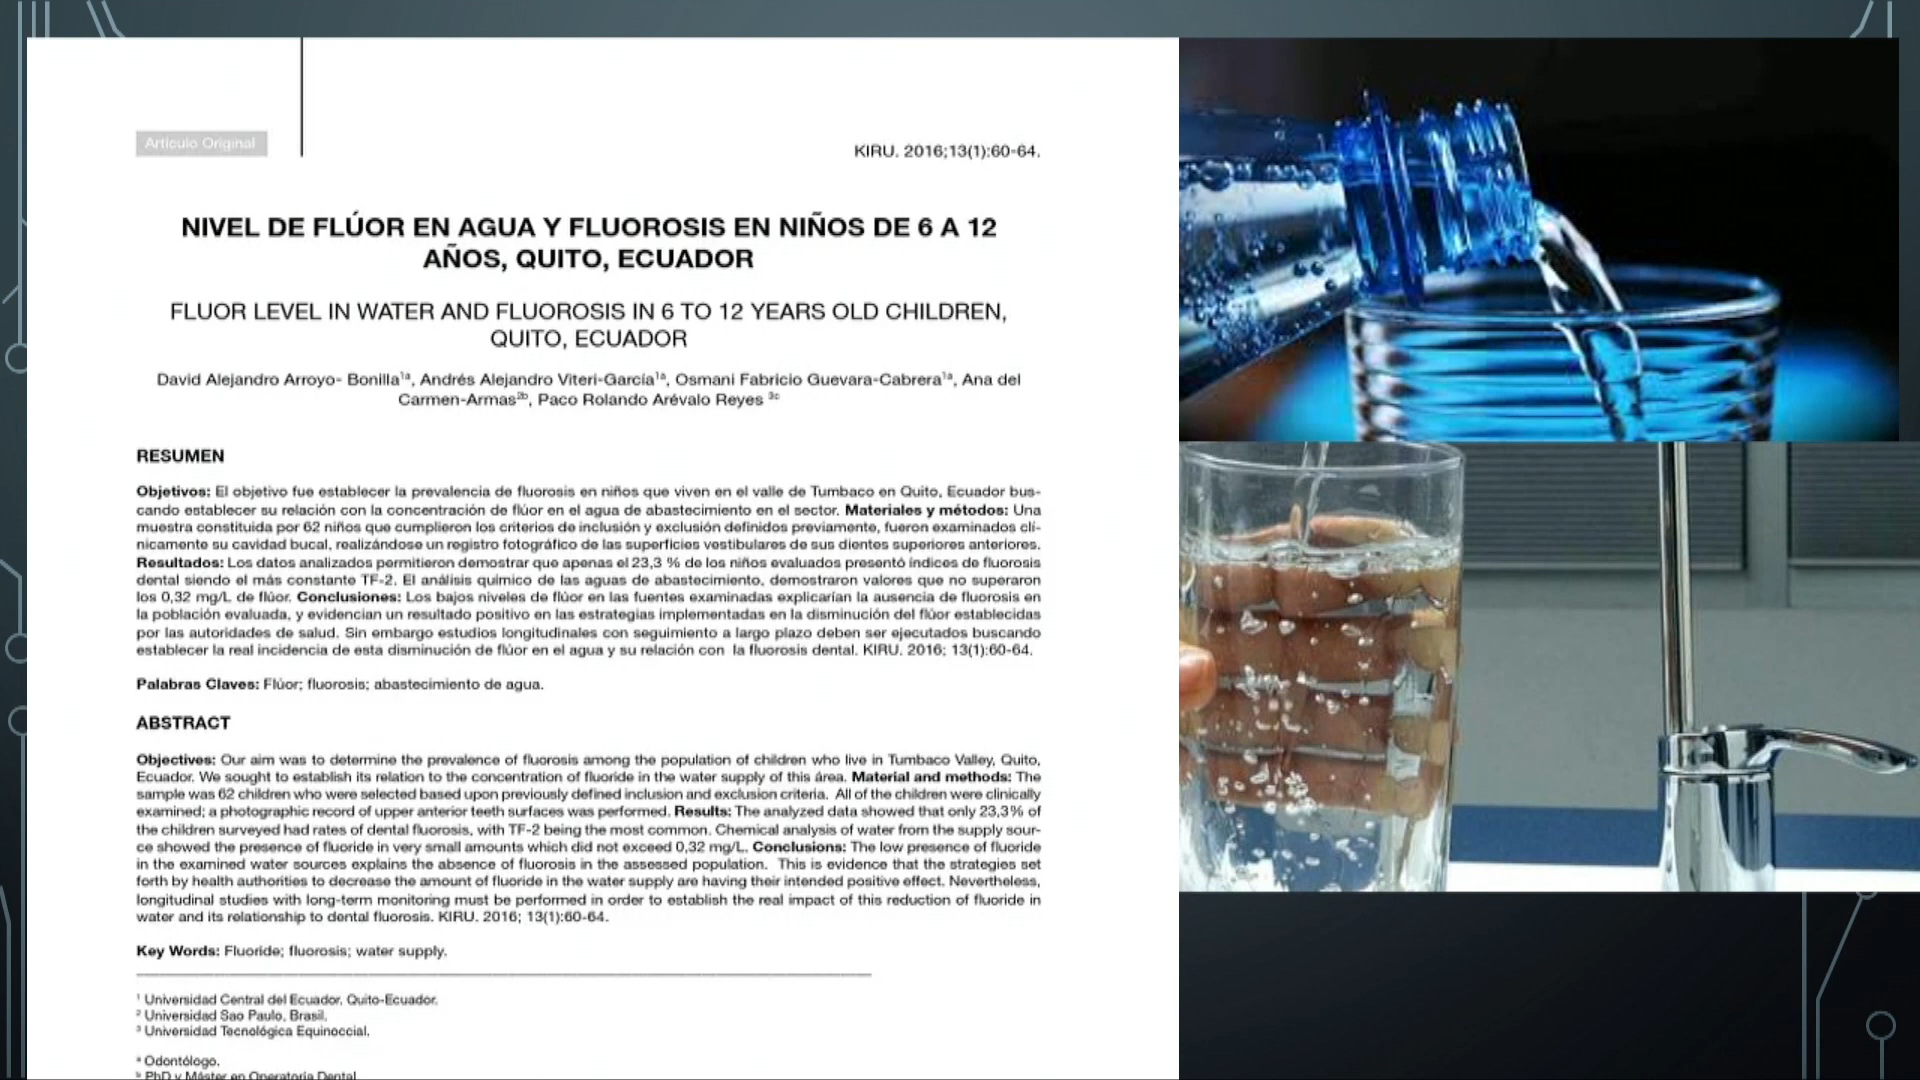 Artículo Original
KIRU. 2016;13(1):60-64.
NIVEL DE FLÚOR EN AGUA Y FLUOROSIS EN NIÑOS DE 6 A 12
AÑOS, QUITO, ECUADOR
FLUOR LEVEL IN WATER AND FLUOROSIS IN 6 TO 12 YEARS OLD CHILDREN,
QUITO, ECUADOR
David Alejandro Arroyo- Bonilla1a, Andrés Alejandro Viteri-García1a, Osmani Fabricio Guevara-Cabrera1a, Ana del
Carmen-Armas2b, Paco Rolando Arévalo Reyes 3c
RESUMEN
Objetivos: El objetivo fue establecer la prevalencia de fluorosis en niños que viven en el valle de Tumbaco en Quito, Ecuador bus-
cando establecer su relación con la concentración de flúor en el agua de abastecimiento en el sector. Materiales y métodos: Una
muestra constituida por 62 niños que cumplieron los criterios de inclusión y exclusión definidos previamente, fueron examinados clí-
nicamente su cavidad bucal, realizándose un registro fotográfico de las superficies vestibulares de sus dientes superiores anteriores.
Resultados: Los datos analizados permitieron demostrar que apenas el 23,3 % de los niños evaluados presentó índices de fluorosis
dental siendo el más constante TF-2. El análisis químico de las aguas de abastecimiento, demostraron valores que no superaron
los 0,32 mg/L de flúor. Conclusiones: Los bajos niveles de flúor en las fuentes examinadas explicarían la ausencia de fluorosis en
la población evaluada, y evidencian un resultado positivo en las estrategias implementadas en la disminución del flúor establecidas
por las autoridades de salud. Sin embargo estudios longitudinales con seguimiento a largo plazo deben ser ejecutados buscando
establecer la real incidencia de esta disminución de flúor en el agua y su relación con la fluorosis dental. KIRU. 2016; 13(1):60-64.
Palabras Claves: Flúor; fluorosis; abastecimiento de agua.
ABSTRACT
Objectives: Our aim was to determine the prevalence of fluorosis among the population of children who live in Tumbaco Valley, Quito,
Ecuador. We sought to establish its relation to the concentration of fluoride in the water supply of this área. Material and methods: The
sample was 62 children who were selected based upon previously defined inclusion and exclusion criteria. All of the children were clinically
examined; a photographic record of upper anterior teeth surfaces was performed. Results: The analyzed data showed that only 23,3% of
the children surveyed had rates of dental fluorosis, with TF-2 being the most common. Chemical analysis of water from the supply sour-
ce showed the presence of fluoride in very small amounts which did not exceed 0,32 mg/L. Conclusions: The low presence of fluoride
in the examined water sources explains the absence of fluorosis in the assessed population. This is evidence that the strategies set
forth by health authorities to decrease the amount of fluoride in the water supply are having their intended positive effect. Nevertheless,
longitudinal studies with long-term monitoring must be performed in order to establish the real impact of this reduction of fluoride in
water and its relationship to dental fluorosis. KIRU. 2016; 13(1):60-64.
Key Words: Fluoride; fluorosis; water supply.
1 Universidad Central del Ecuador, Quito-Ecuador.
2 Universidad Sao Paulo, Brasil.
3 Universidad Tecnológica Equinoccial.
a Odontólogo.
b PhD y Máster en Operatoria Dental